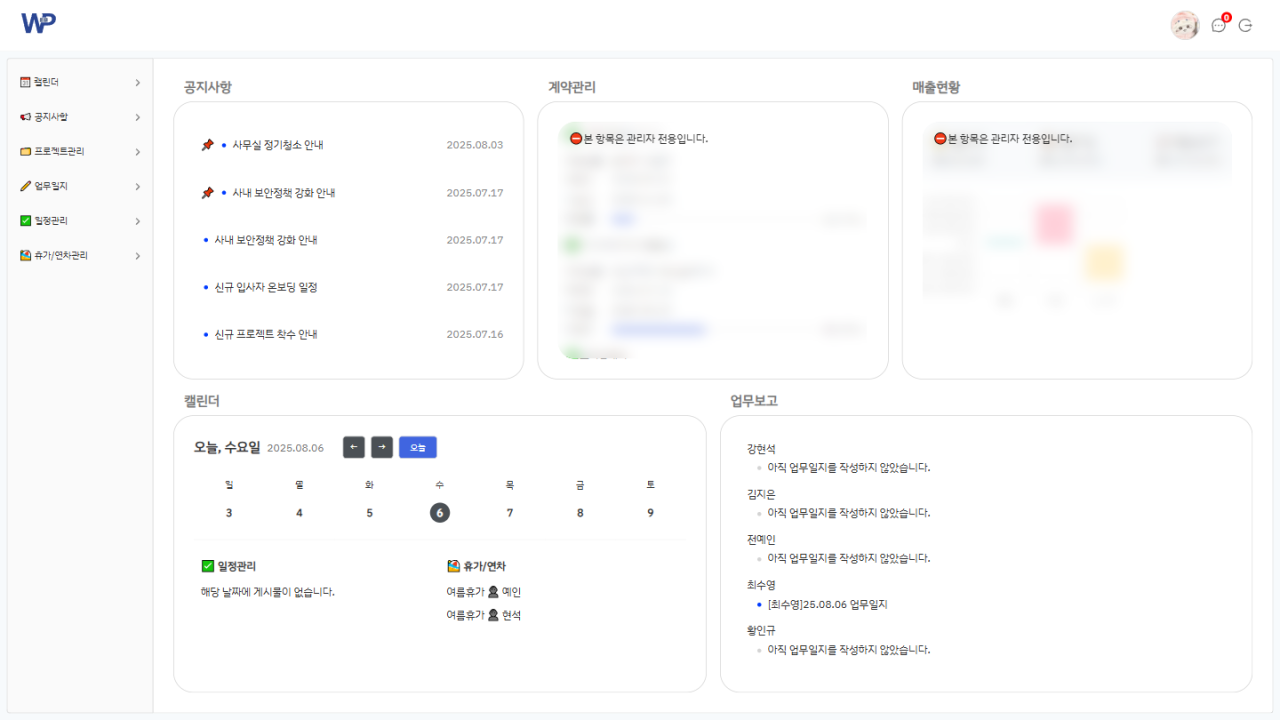 WP
0
캘린더
공지사항
프로젝트관리
업무일지
일정관리
휴가/연차관리
공지사항
사무실 정기청소 안내 2025.08.03
사내 보안정책 강화 안내 2025.07.17
사내 보안정책 강화 안내 2025.07.17
신규 입사자 온보딩 일정 2025.07.17
신규 프로젝트 착수 안내 2025.07.16
계약관리
본 항목은 관리자 전용입니다.
매출현황
본 항목은 관리자 전용입니다.
캘린더
오늘, 수요일 2025.08.06 ← → 오늘
일 월 화 수 목 금 토
3 4 5 6 7 8 9
일정관리
해당 날짜에 게시물이 없습니다.
휴가/연차
여름휴가 예인
여름휴가 현석
업무보고
강현석
아직 업무일지를 작성하지 않았습니다.
김지은
아직 업무일지를 작성하지 않았습니다.
전예인
아직 업무일지를 작성하지 않았습니다.
최수영
[최수영]25.08.06 업무일지
황인규
아직 업무일지를 작성하지 않았습니다.